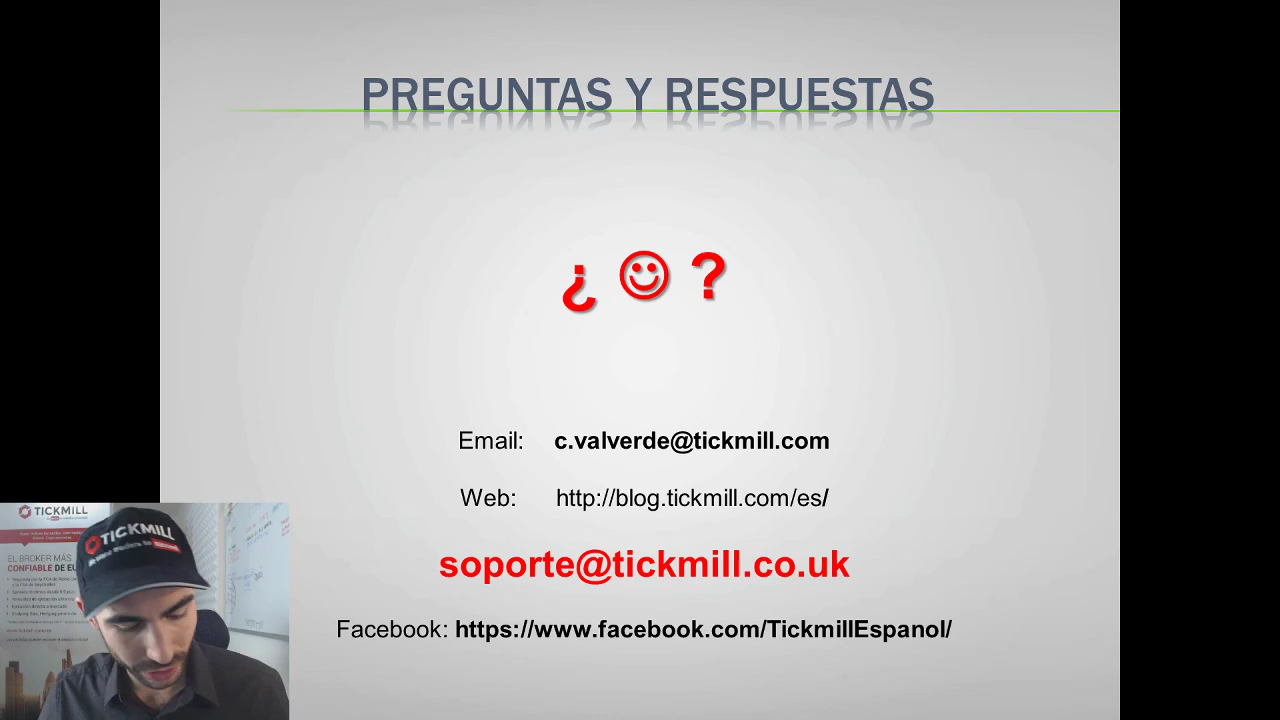 PREGUNTAS Y RESPUESTAS
¿ ☺ ?
Email: c.valverde@tickmill.com
Web: http://blog.tickmill.com/es/
soporte@tickmill.co.uk
Facebook: https://www.facebook.com/TickmillEspanol/
TICKMILL
EL BROKER MÁS
CONFIABLE DE EU
TICKMILL